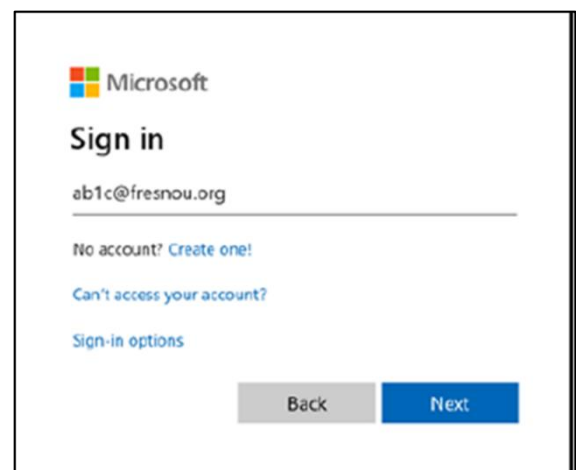 Microsoft
Sign in
ab1c@fresnou.org
No account? Create one!
Can't access your account?
Sign-in options
Back Next